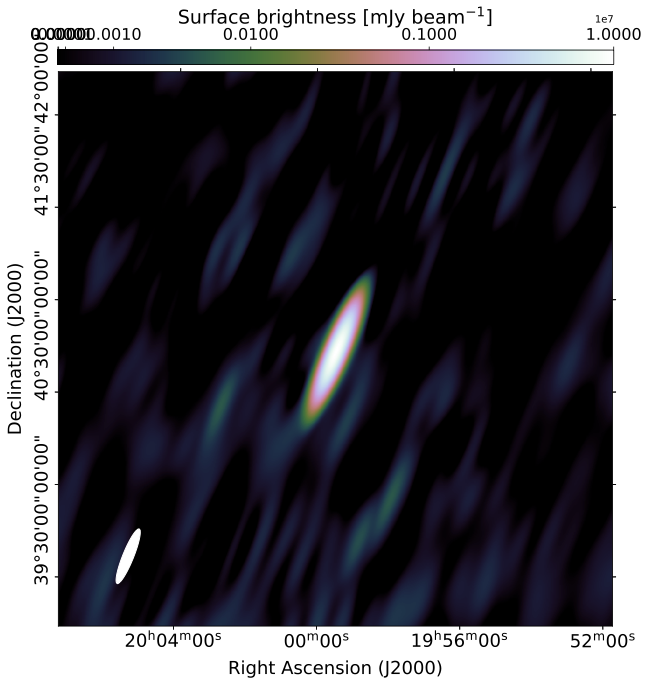 Surface brightness [mJy beam⁻¹]
1e7
0.0010 0.0100 0.1000 1.0000
42°00'00"
41°30'00"
00'00"
40°30'00"
00'00"
39°30'00"
Declination (J2000)
20ʰ04ᵐ00ˢ 00ᵐ00ˢ 19ʰ56ᵐ00ˢ 52ᵐ00ˢ
Right Ascension (J2000)